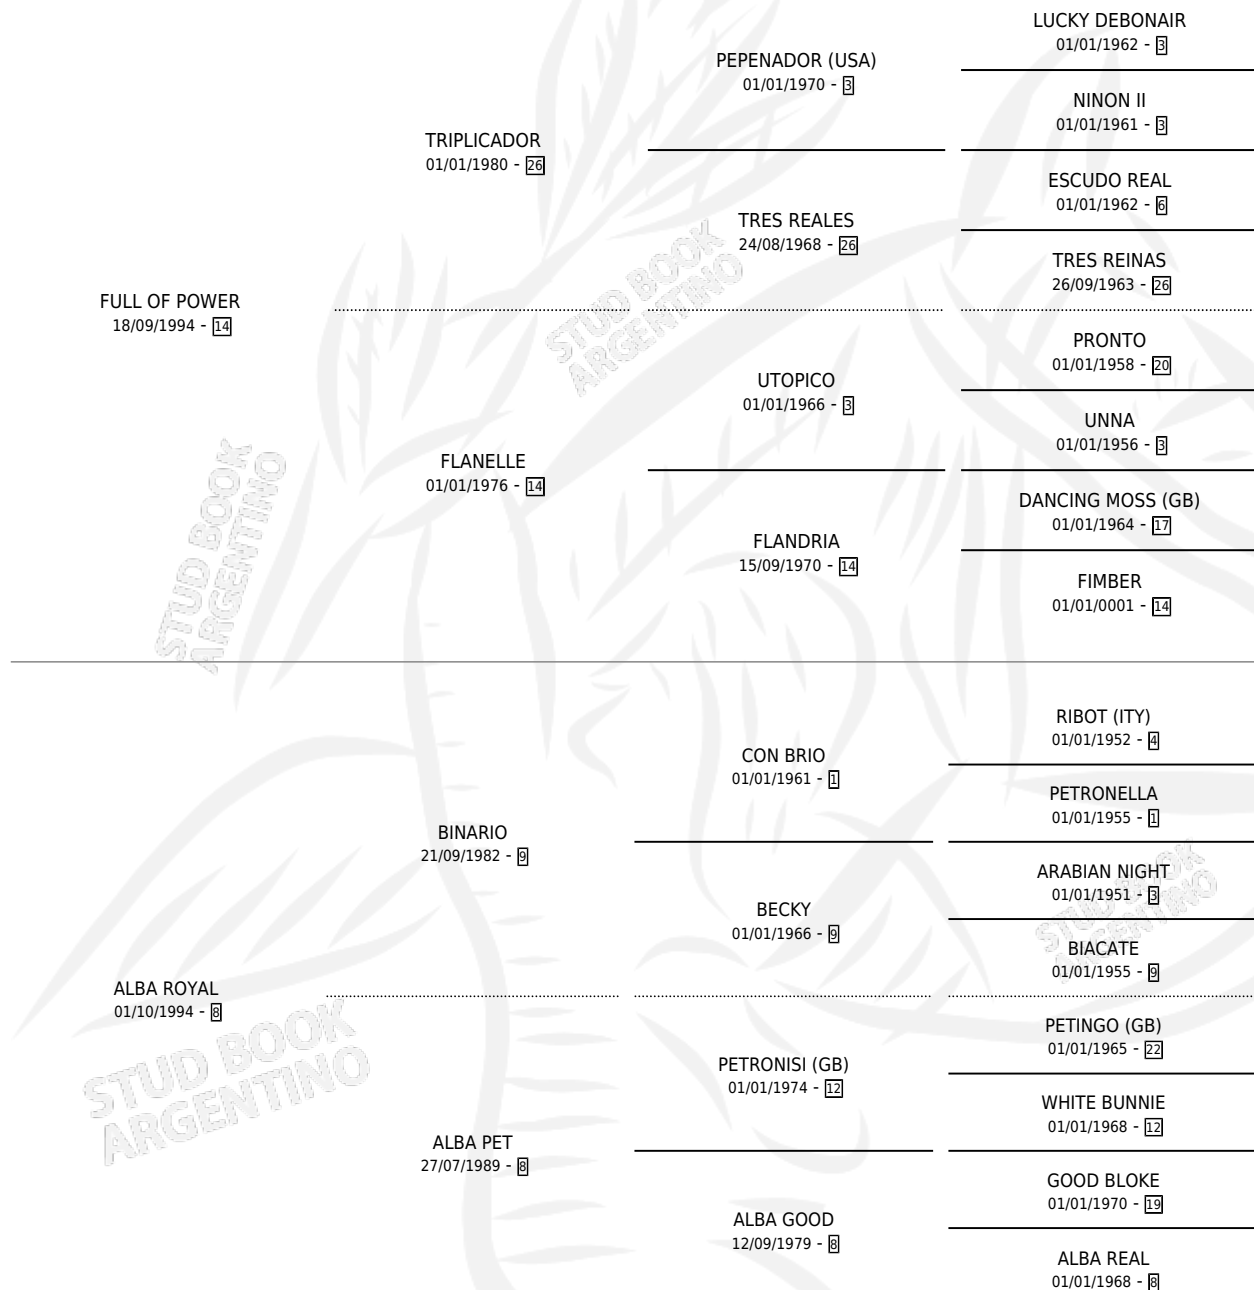 LUCKY DEBONAIR
01/01/1962 - 3
PEPENADOR (USA)
01/01/1970 - 3
NINON II
01/01/1961 - 3
TRIPLICADOR
01/01/1980 - 26
ESCUDO REAL
01/01/1962 - 6
TRES REALES
24/08/1968 - 26
TRES REINAS
26/09/1963 - 26
FULL OF POWER
18/09/1994 - 14
PRONTO
01/01/1958 - 20
UTOPICO
01/01/1966 - 3
UNNA
01/01/1956 - 3
FLANELLE
01/01/1976 - 14
DANCING MOSS (GB)
01/01/1964 - 17
FLANDRIA
15/09/1970 - 14
FIMBER
01/01/0001 - 14
RIBOT (ITY)
01/01/1952 - 4
CON BRIO
01/01/1961 - 1
PETRONELLA
01/01/1955 - 1
BINARIO
21/09/1982 - 9
ARABIAN NIGHT
01/01/1951 - 3
BECKY
01/01/1966 - 9
BIACATE
01/01/1955 - 9
ALBA ROYAL
01/10/1994 - 8
PETINGO (GB)
01/01/1965 - 22
PETRONISI (GB)
01/01/1974 - 12
WHITE BUNNIE
01/01/1968 - 12
ALBA PET
27/07/1989 - 8
GOOD BLOKE
01/01/1970 - 19
ALBA GOOD
12/09/1979 - 8
ALBA REAL
01/01/1968 - 8
STUD BOOK
ARGENTINO
STUD BOOK
ARGENTINO
STUD BOOK
ARGENTINO
STUD BOOK
ARGENTINO